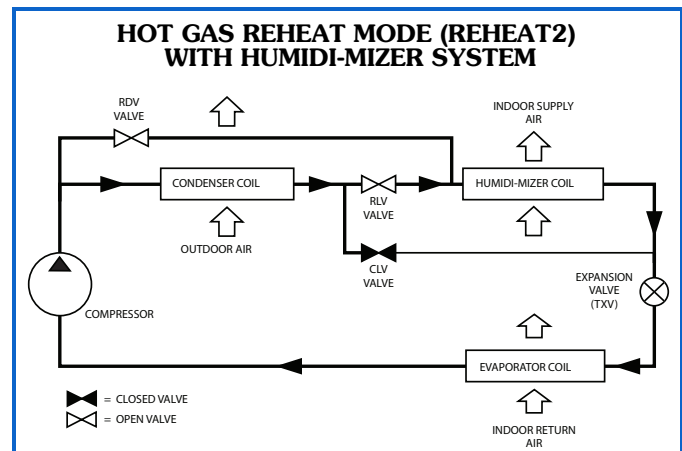 HOT GAS REHEAT MODE (REHEAT2)
WITH HUMIDI-MIZER SYSTEM
RDV
VALVE
INDOOR SUPPLY
AIR
CONDENSER COIL
RLV
VALVE
HUMIDI-MIZER COIL
OUTDOOR AIR
CLV
VALVE
EXPANSION
VALVE
(TXV)
COMPRESSOR
EVAPORATOR COIL
= CLOSED VALVE
= OPEN VALVE
INDOOR RETURN
AIR